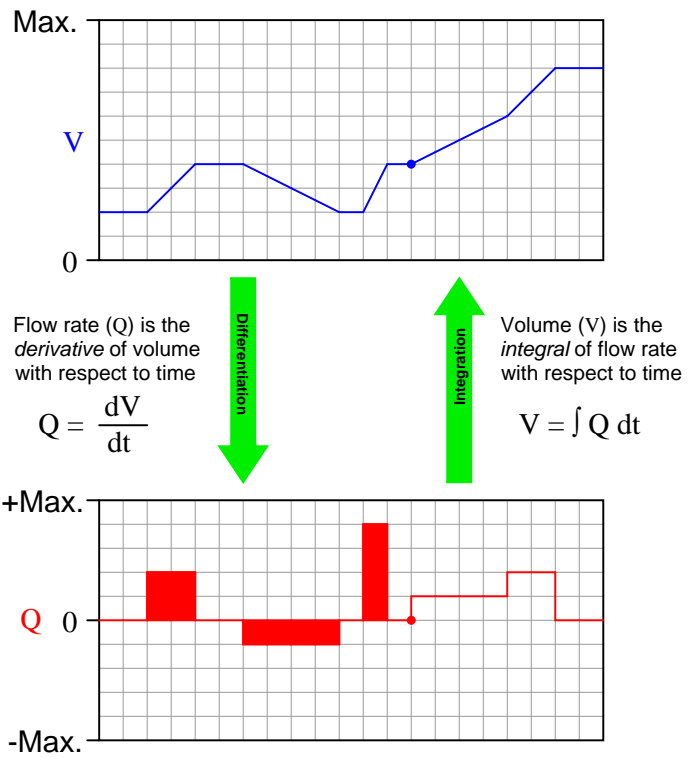 Max.
V
0
Flow rate (Q) is the
derivative of volume
with respect to time
Q = dV
dt
Differentiation
Integration
Volume (V) is the
integral of flow rate
with respect to time
V = ∫ Q dt
+Max.
Q 0
-Max.